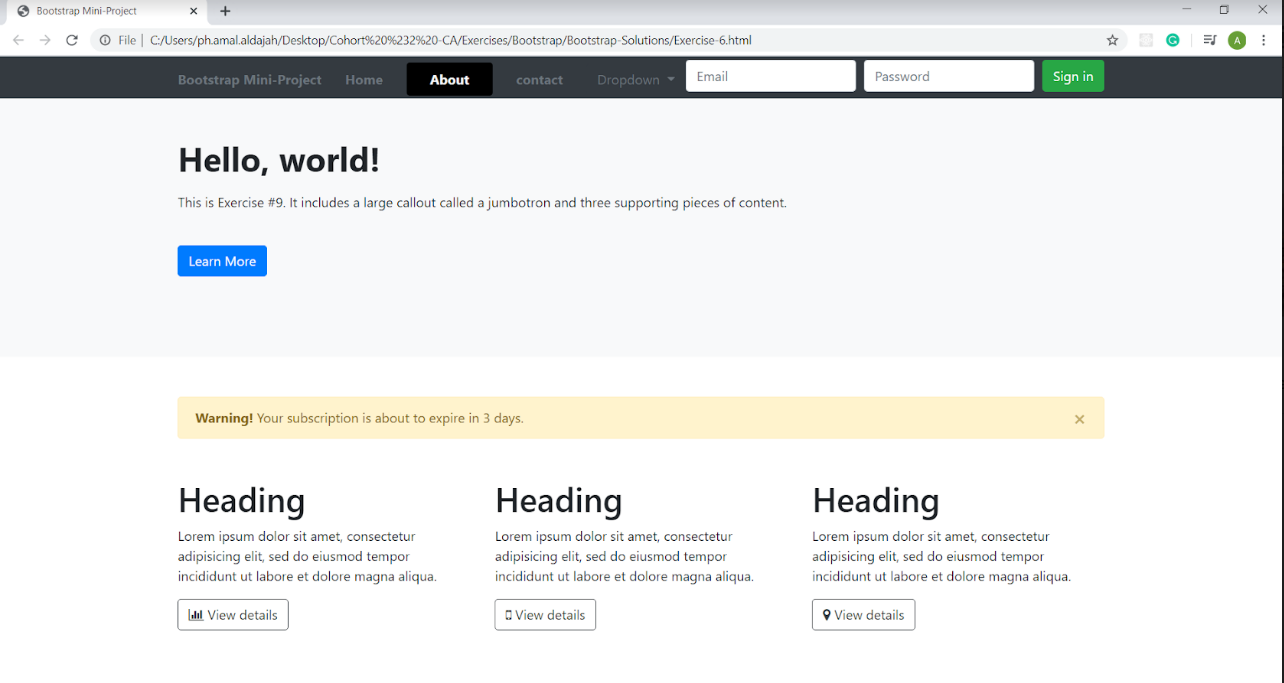 Bootstrap Mini-Project
File | C:/Users/ph.amal.aldajah/Desktop/Cohort%20%232%20-CA/Exercises/Bootstrap/Bootstrap-Solutions/Exercise-6.html
A
Bootstrap Mini-Project Home About contact Dropdown Email Password Sign in
Hello, world!
This is Exercise #9. It includes a large callout called a jumbotron and three supporting pieces of content.
Learn More
Warning! Your subscription is about to expire in 3 days. ×
Heading Heading Heading
Lorem ipsum dolor sit amet, consectetur Lorem ipsum dolor sit amet, consectetur Lorem ipsum dolor sit amet, consectetur
adipisicing elit, sed do eiusmod tempor adipisicing elit, sed do eiusmod tempor adipisicing elit, sed do eiusmod tempor
incididunt ut labore et dolore magna aliqua. incididunt ut labore et dolore magna aliqua. incididunt ut labore et dolore magna aliqua.
View details View details View details